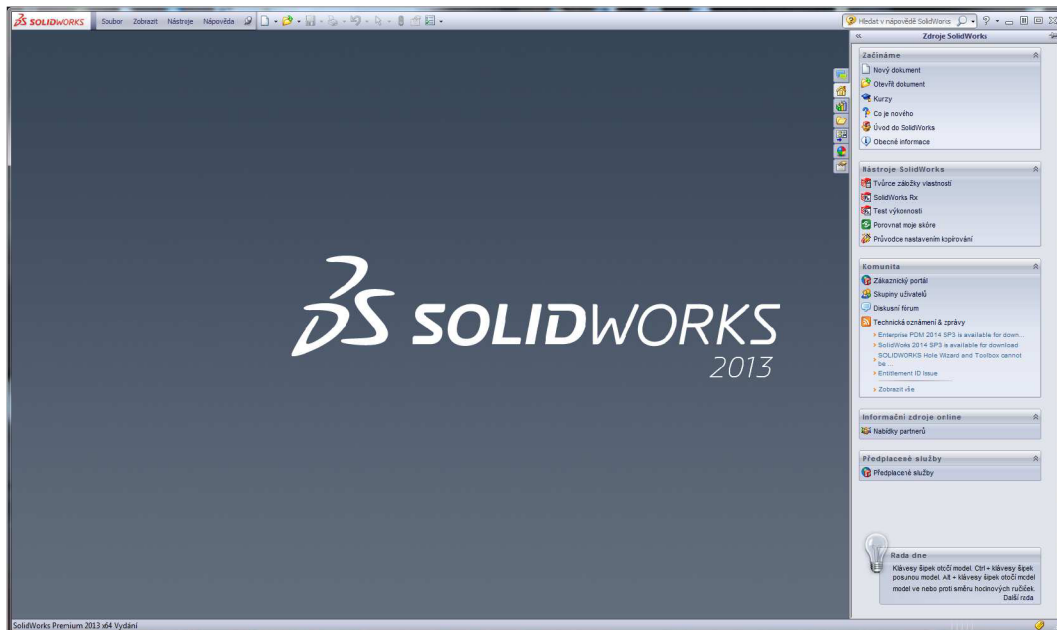 SOLIDWORKS Soubor Zobrazit Nástroje Nápověda Hledat v nápovědě SolidWorks
Zdroje SolidWorks
Začínáme
Nový dokument
Otevřít dokument
Kurzy
Co je nového
Úvod do SolidWorks
Obecné informace
Nástroje SolidWorks
Tvůrce záložky vlastností
SolidWorks Rx
Test výkonnosti
Porovnat moje skóre
Průvodce nastavením kopírování
Komunita
Zákaznický portál
Skupiny uživatelů
Diskusní fórum
Technická oznámení & zprávy
Enterprise PDM 2014 SP3 is available for down...
SolidWorks 2014 SP3 is available for download
SOLIDWORKS Hole Wizard and Toolbox cannot
be ...
Entitlement ID Issue
Zobrazit vše
SOLIDWORKS
2013
Informační zdroje online
Nabídky partnerů
Předplacené služby
Předplacené služby
Rada dne
Klávesy šipek otočí model. Ctrl + klávesy šipek
posunou model. Alt + klávesy šipek otočí model
model ve nebo proti směru hodinových ručiček.
Další rada
SolidWorks Premium 2013 x64 Vydání